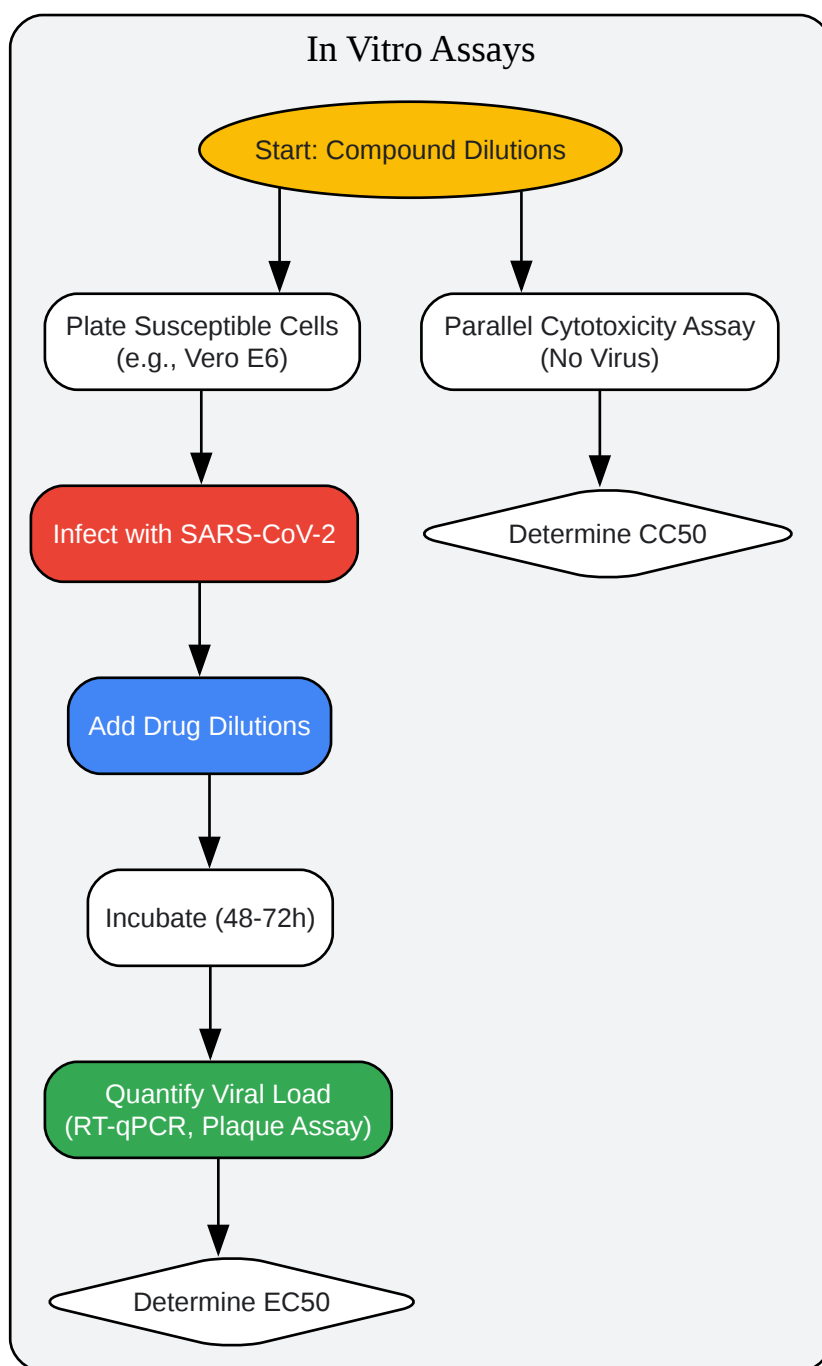 In Vitro Assays
Start: Compound Dilutions
Plate Susceptible Cells
(e.g., Vero E6)
Parallel Cytotoxicity Assay
(No Virus)
Infect with SARS-CoV-2
Determine CC50
Add Drug Dilutions
Incubate (48-72h)
Quantify Viral Load
(RT-qPCR, Plaque Assay)
Determine EC50